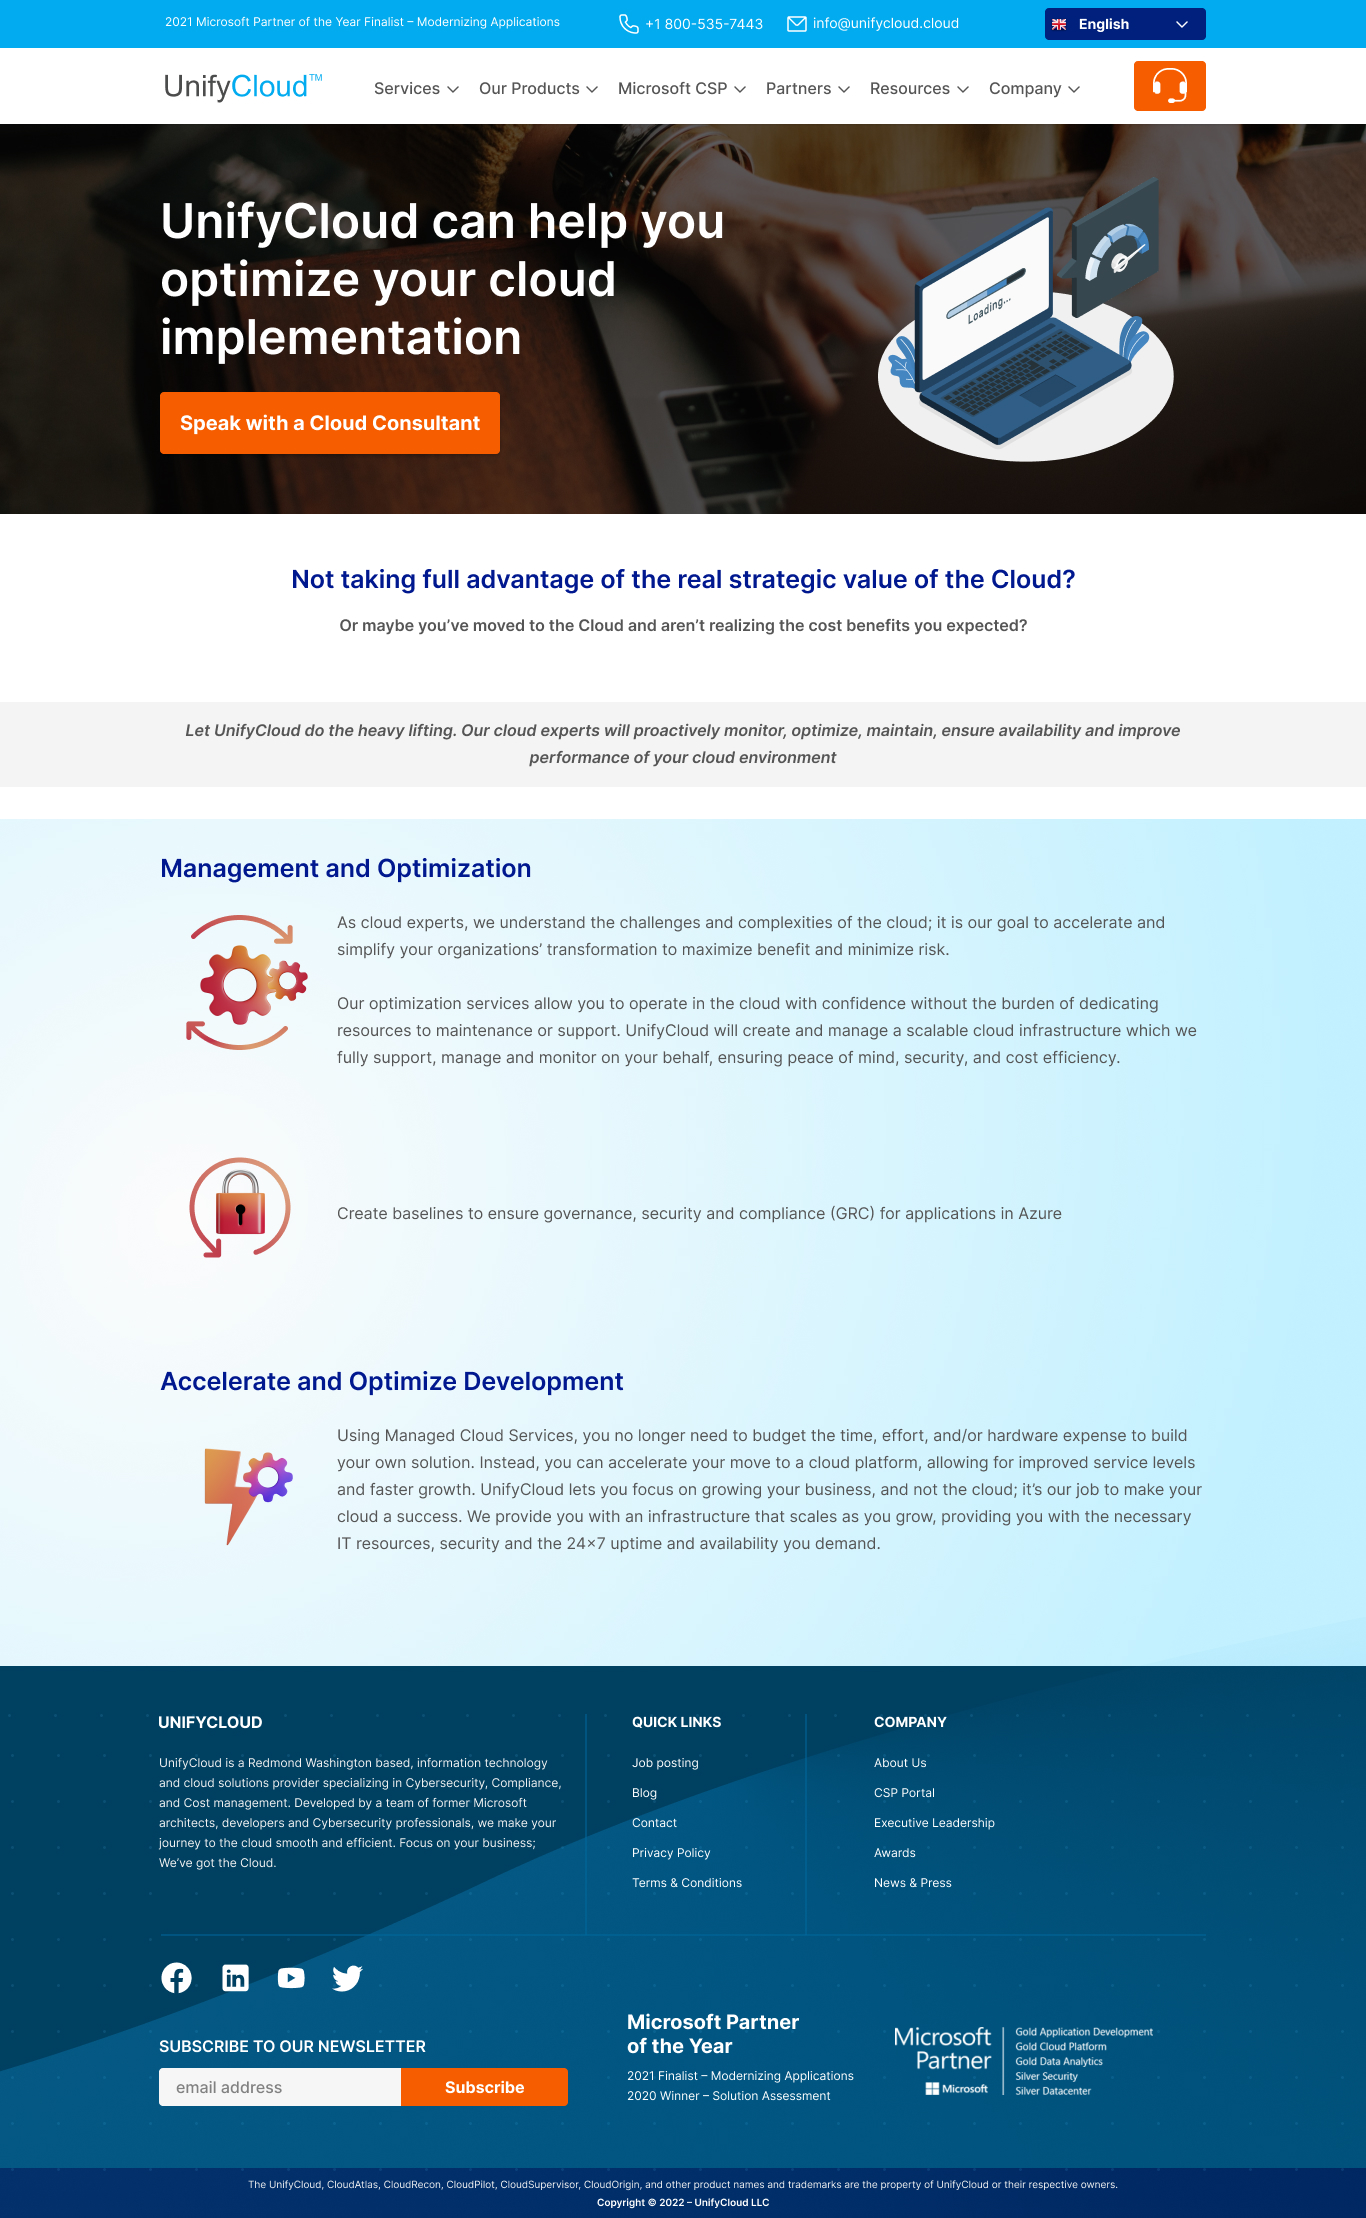 2021 Microsoft Partner of the Year Finalist – Modernizing Applications
+1 800-535-7443
info@unifycloud.cloud
English
UnifyCloud™
Services
Our Products
Microsoft CSP
Partners
Resources
Company
UnifyCloud can help you
optimize your cloud
implementation
Loading...
Speak with a Cloud Consultant
Not taking full advantage of the real strategic value of the Cloud?
Or maybe you’ve moved to the Cloud and aren’t realizing the cost benefits you expected?
Let UnifyCloud do the heavy lifting. Our cloud experts will proactively monitor, optimize, maintain, ensure availability and improve
performance of your cloud environment
Management and Optimization
As cloud experts, we understand the challenges and complexities of the cloud; it is our goal to accelerate and
simplify your organizations’ transformation to maximize benefit and minimize risk.
Our optimization services allow you to operate in the cloud with confidence without the burden of dedicating
resources to maintenance or support. UnifyCloud will create and manage a scalable cloud infrastructure which we
fully support, manage and monitor on your behalf, ensuring peace of mind, security, and cost efficiency.
Create baselines to ensure governance, security and compliance (GRC) for applications in Azure
Accelerate and Optimize Development
Using Managed Cloud Services, you no longer need to budget the time, effort, and/or hardware expense to build
your own solution. Instead, you can accelerate your move to a cloud platform, allowing for improved service levels
and faster growth. UnifyCloud lets you focus on growing your business, and not the cloud; it’s our job to make your
cloud a success. We provide you with an infrastructure that scales as you grow, providing you with the necessary
IT resources, security and the 24×7 uptime and availability you demand.
UNIFYCLOUD
UnifyCloud is a Redmond Washington based, information technology
and cloud solutions provider specializing in Cybersecurity, Compliance,
and Cost management. Developed by a team of former Microsoft
architects, developers and Cybersecurity professionals, we make your
journey to the cloud smooth and efficient. Focus on your business;
We’ve got the Cloud.
QUICK LINKS
Job posting
Blog
Contact
Privacy Policy
Terms & Conditions
COMPANY
About Us
CSP Portal
Executive Leadership
Awards
News & Press
SUBSCRIBE TO OUR NEWSLETTER
email address
Subscribe
Microsoft Partner
of the Year
2021 Finalist – Modernizing Applications
2020 Winner – Solution Assessment
Microsoft
Partner
Microsoft
Gold Application Development
Gold Cloud Platform
Gold Data Analytics
Silver Security
Silver Datacenter
The UnifyCloud, CloudAtlas, CloudRecon, CloudPilot, CloudSupervisor, CloudOrigin, and other product names and trademarks are the property of UnifyCloud or their respective owners.
Copyright © 2022 – UnifyCloud LLC